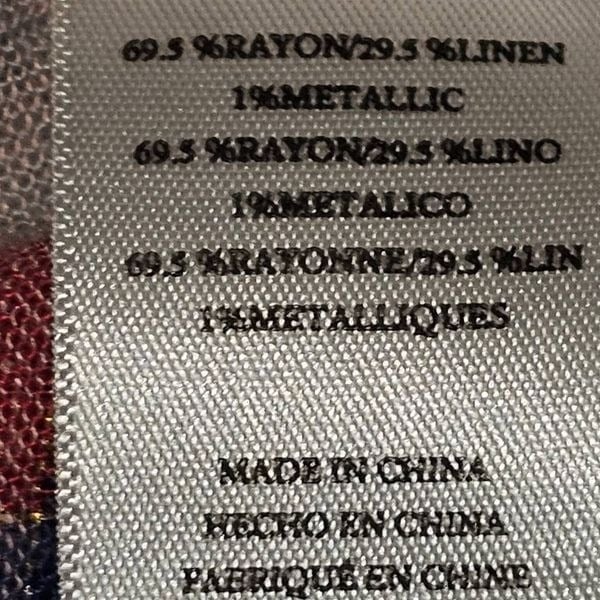 69.5 %RAYON/29.5 %LINEN
1%METALLIC
69.5 %RAYON/29.5 %LINO
1%METALICO
69.5 %RAYONNE/29.5 %LIN
1%METALLIQUES
MADE IN CHINA
HECHO EN CHINA
FABRIQUÉ EN CHINE